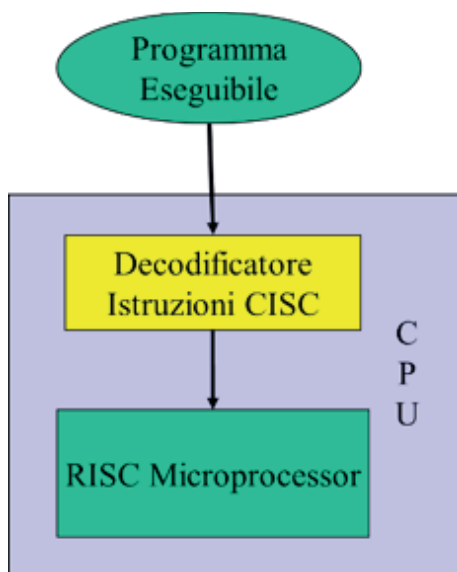 Programma
Eseguibile
Decodificatore
Istruzioni CISC
C
P
U
RISC Microprocessor